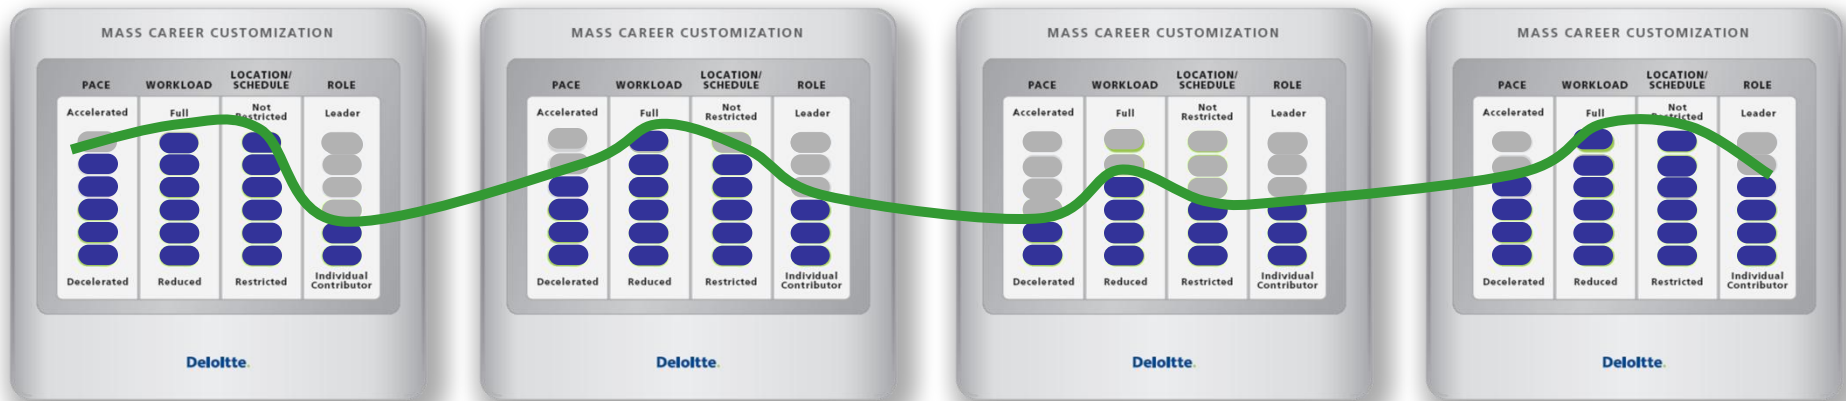 MASS CAREER CUSTOMIZATION
PACE WORKLOAD LOCATION/ SCHEDULE ROLE
Accelerated Full Not Restricted Leader
Decelerated Reduced Restricted Individual Contributor
Deloitte.
MASS CAREER CUSTOMIZATION
PACE WORKLOAD LOCATION/ SCHEDULE ROLE
Accelerated Full Not Restricted Leader
Decelerated Reduced Restricted Individual Contributor
Deloitte.
MASS CAREER CUSTOMIZATION
PACE WORKLOAD LOCATION/ SCHEDULE ROLE
Accelerated Full Not Restricted Leader
Decelerated Reduced Restricted Individual Contributor
Deloitte.
MASS CAREER CUSTOMIZATION
PACE WORKLOAD LOCATION/ SCHEDULE ROLE
Accelerated Full Not Restricted Leader
Decelerated Reduced Restricted Individual Contributor
Deloitte.